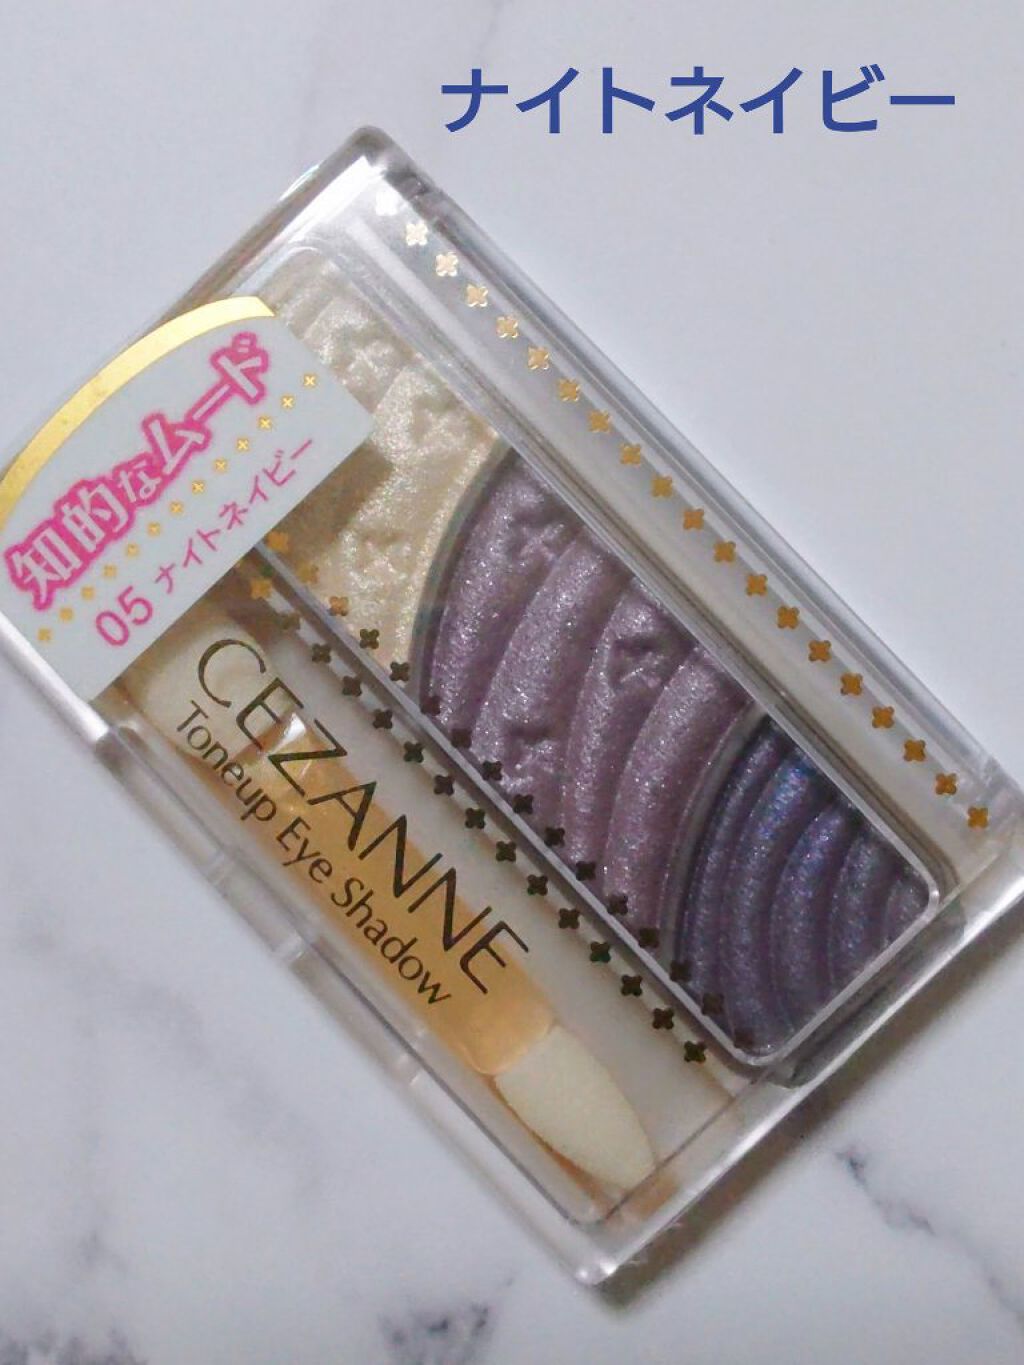 ナイトネイビー
知的なムード
05 ナイトネイビー
CEZANNE
Toneup Eye Shadow